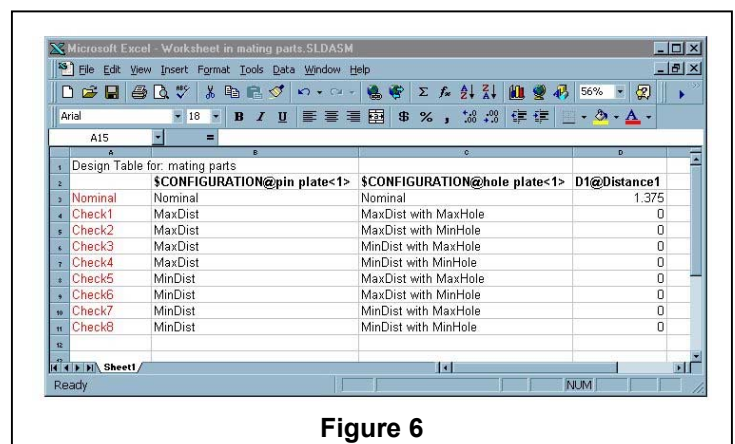 Microsoft Excel - Worksheet in mating parts.SLDASM
File Edit View Insert Format Tools Data Window Help
56%
Arial 18 B I U $ % ,
A15 =
A B C D
1 Design Table for: mating parts
2 $CONFIGURATION@pin plate<1> $CONFIGURATION@hole plate<1> D1@Distance1
3 Nominal Nominal Nominal 1.375
4 Check1 MaxDist MaxDist with MaxHole 0
5 Check2 MaxDist MaxDist with MinHole 0
6 Check3 MaxDist MinDist with MaxHole 0
7 Check4 MaxDist MinDist with MinHole 0
8 Check5 MinDist MaxDist with MaxHole 0
9 Check6 MinDist MaxDist with MinHole 0
10 Check7 MinDist MinDist with MaxHole 0
11 Check8 MinDist MinDist with MinHole 0
12
Sheet1
Ready NUM
Figure 6